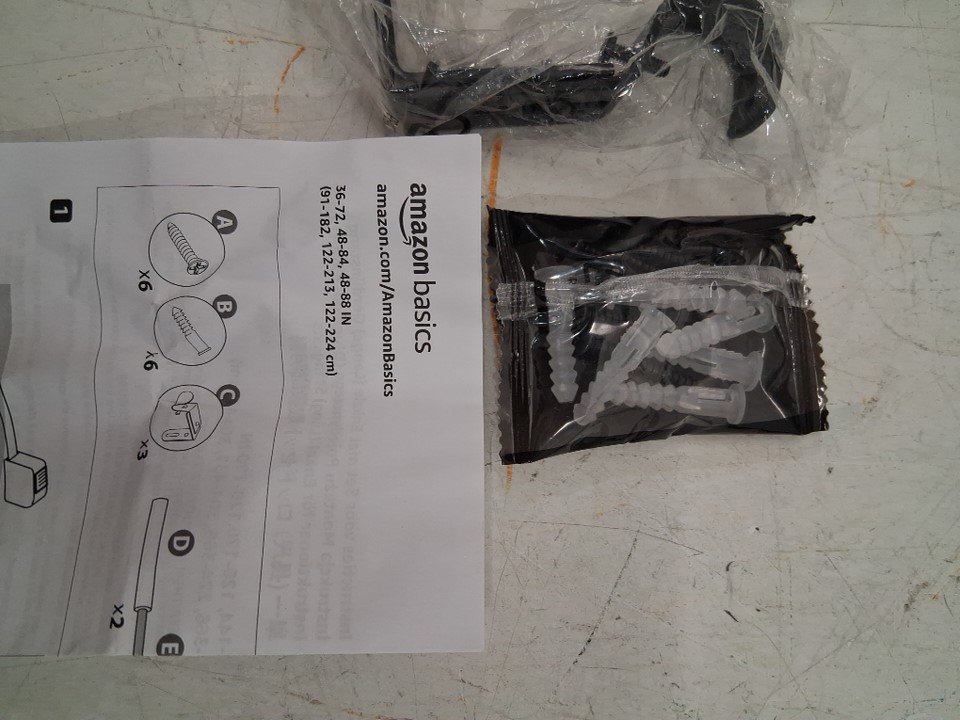 amazon basics
amazon.com/AmazonBasics
36-72, 48-84, 48-88 IN
(91-182, 122-213, 122-224 cm)
A
x6
B
x6
C
x3
D
x2
E
1